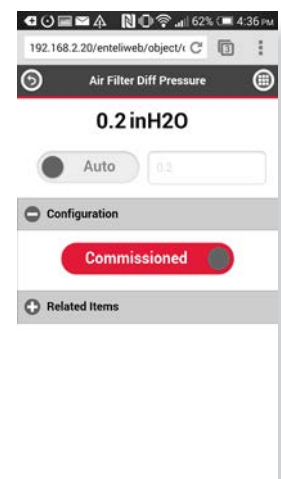 62% 4:36 PM
192.168.2.20/enteliweb/object/ 3
Air Filter Diff Pressure
0.2 inH2O
Auto 0.2
Configuration
Commissioned
Related Items